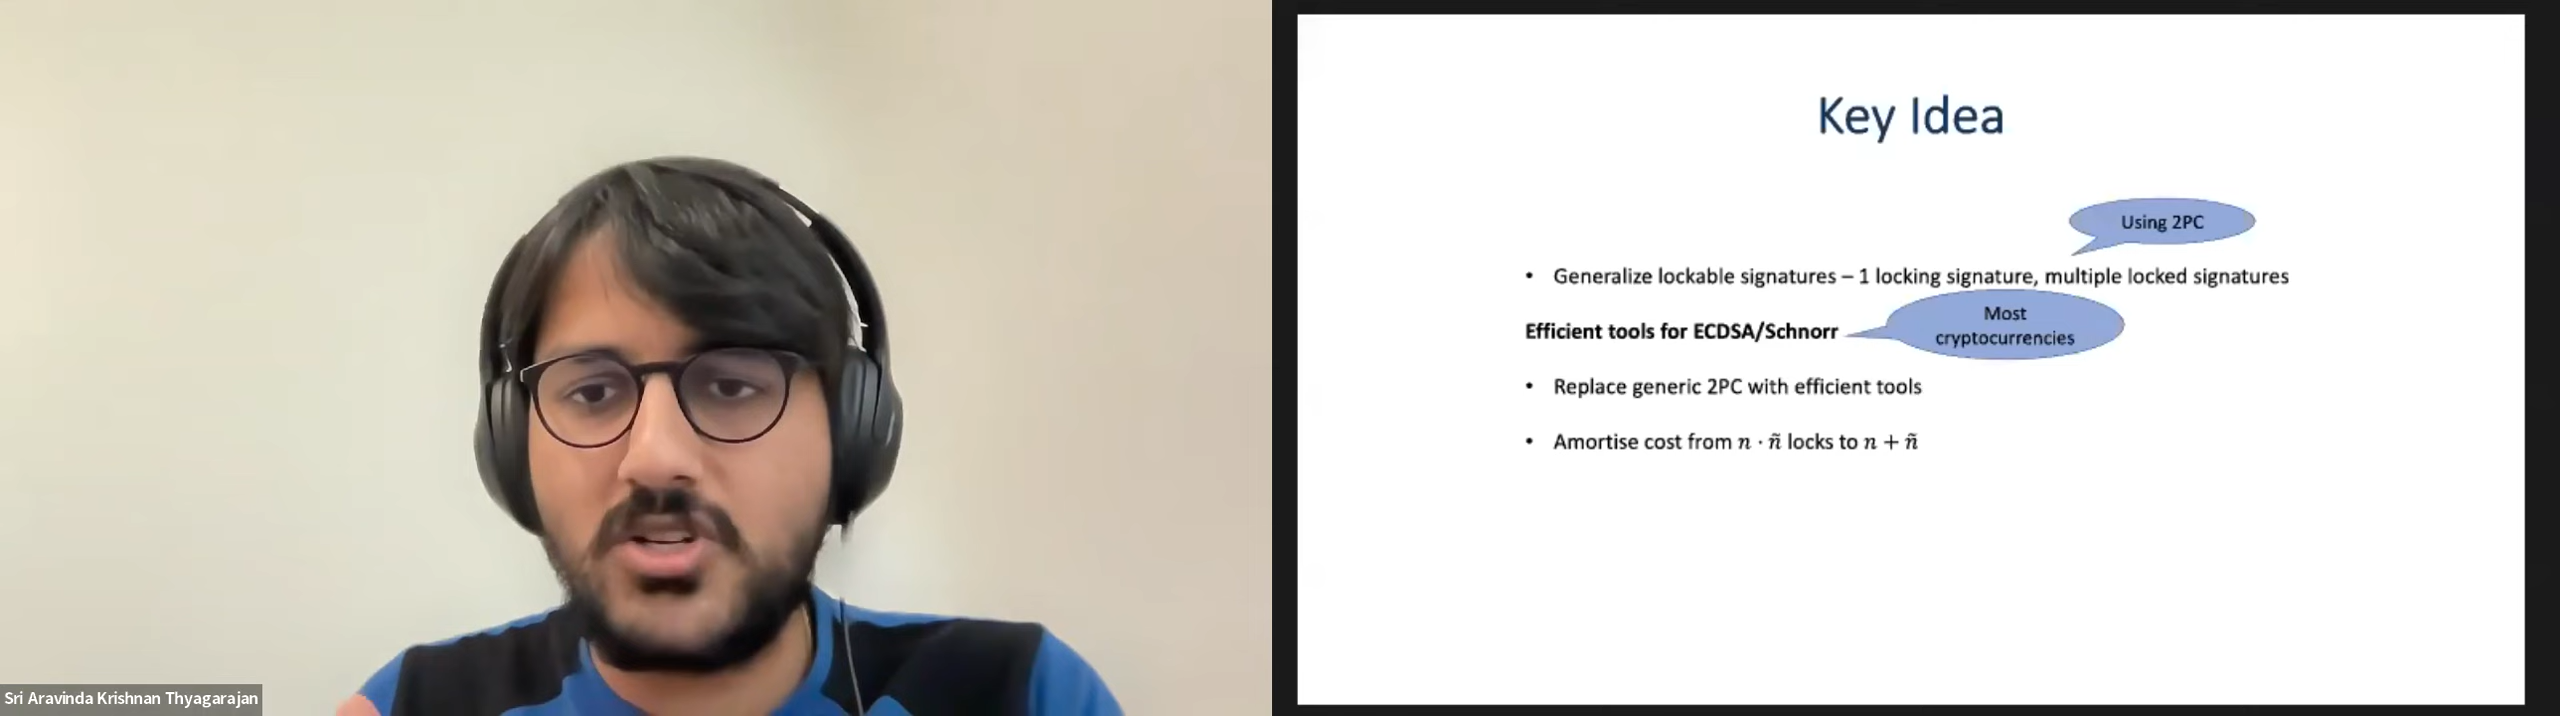 Sri Aravinda Krishnan Thyagarajan
Key Idea
Using 2PC
• Generalize lockable signatures – 1 locking signature, multiple locked signatures
Most
cryptocurrencies
Efficient tools for ECDSA/Schnorr
• Replace generic 2PC with efficient tools
• Amortise cost from n · ñ locks to n + ñ